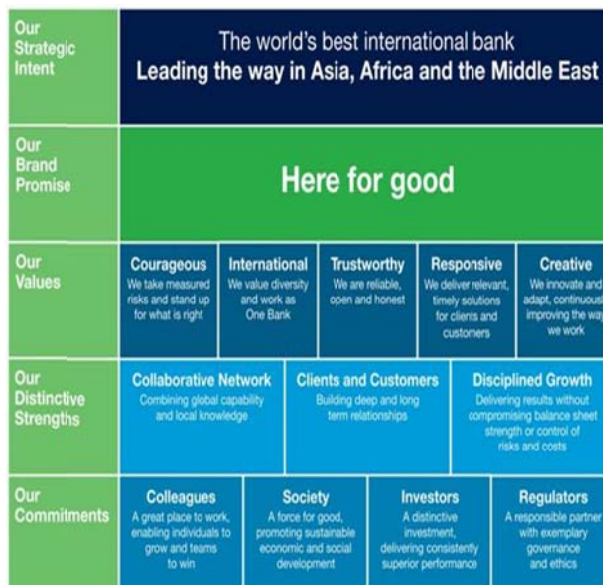 Our
Strategic
Intent
The world's best international bank
Leading the way in Asia, Africa and the Middle East
Our
Brand
Promise
Here for good
Our
Values
Courageous
We take measured
risks and stand up
for what is right
International
We value diversity
and work as
One Bank
Trustworthy
We are reliable,
open and honest
Responsive
We deliver relevant,
timely solutions
for clients and
customers
Creative
We innovate and
adapt, continuousl
improving the way
we work
Our
Distinctive
Strengths
Collaborative Network
Combining global capability
and local knowledge
Clients and Customers
Building deep and long
term relationships
Disciplined Growth
Delivering results without
compromising balance sheet
strength or control of
risks and costs
Our
Commitments
Colleagues
A great place to work,
enabling individuals to
grow and teams
to win
Society
A force for good,
promoting sustainable
economic and social
development
Investors
A distinctive
investment,
delivering consistently
superior performance
Regulators
A responsible partner
with exemplary
governance
and ethics